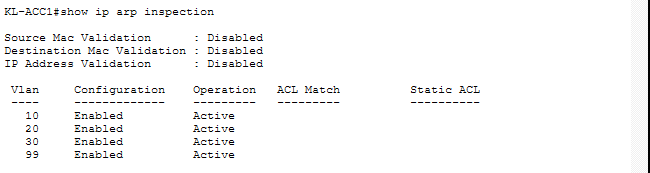 KL-ACC1#show ip arp inspection
Source Mac Validation : Disabled
Destination Mac Validation : Disabled
IP Address Validation : Disabled
Vlan Configuration Operation ACL Match Static ACL
---- ------------- --------- --------- ----------
10 Enabled Active
20 Enabled Active
30 Enabled Active
99 Enabled Active